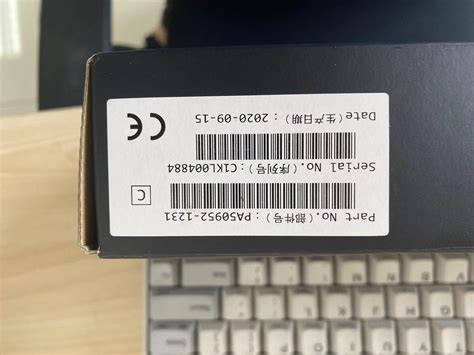 Part No.(部件号):PA50952-1231
C
Serial No.(序列号):C1KL004884
Date(生产日期):2020-09-15
CE